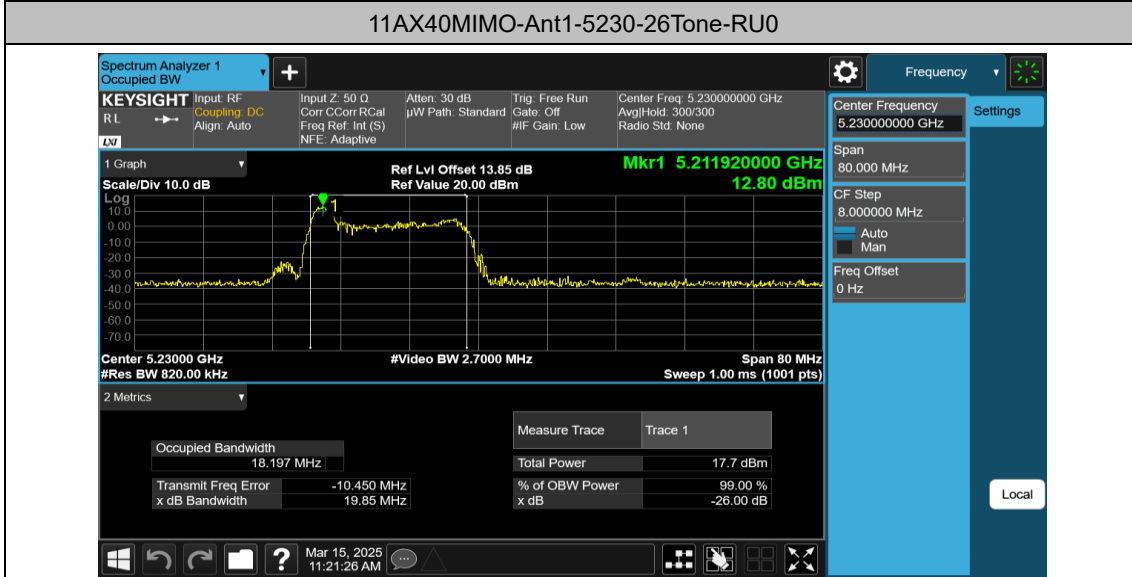 11AX40MIMO-Ant1-5230-26Tone-RU0
Spectrum Analyzer 1
Occupied BW
Frequency
KEYSIGHT
R L
LXI
Input: RF
Coupling: DC
Align: Auto
Input Z: 50 Ω
Corr CCorr RCal
Freq Ref: Int (S)
NFE: Adaptive
Atten: 30 dB
µW Path: Standard
Trig: Free Run
Gate: Off
#IF Gain: Low
Center Freq: 5.230000000 GHz
Avg|Hold: 300/300
Radio Std: None
Center Frequency
5.230000000 GHz
Settings
Span
80.000 MHz
CF Step
8.000000 MHz
Auto
Man
Freq Offset
0 Hz
Local
1 Graph
Scale/Div 10.0 dB
Ref Lvl Offset 13.85 dB
Ref Value 20.00 dBm
Mkr1 5.211920000 GHz
12.80 dBm
Log
10.0
0.00
-10.0
-20.0
-30.0
-40.0
-50.0
-60.0
-70.0
1
Center 5.23000 GHz
#Video BW 2.7000 MHz
Span 80 MHz
#Res BW 820.00 kHz
Sweep 1.00 ms (1001 pts)
2 Metrics
Measure Trace
Trace 1
Occupied Bandwidth
18.197 MHz
Total Power
17.7 dBm
Transmit Freq Error
-10.450 MHz
% of OBW Power
99.00 %
x dB Bandwidth
19.85 MHz
x dB
-26.00 dB
?
Mar 15, 2025
11:21:26 AM